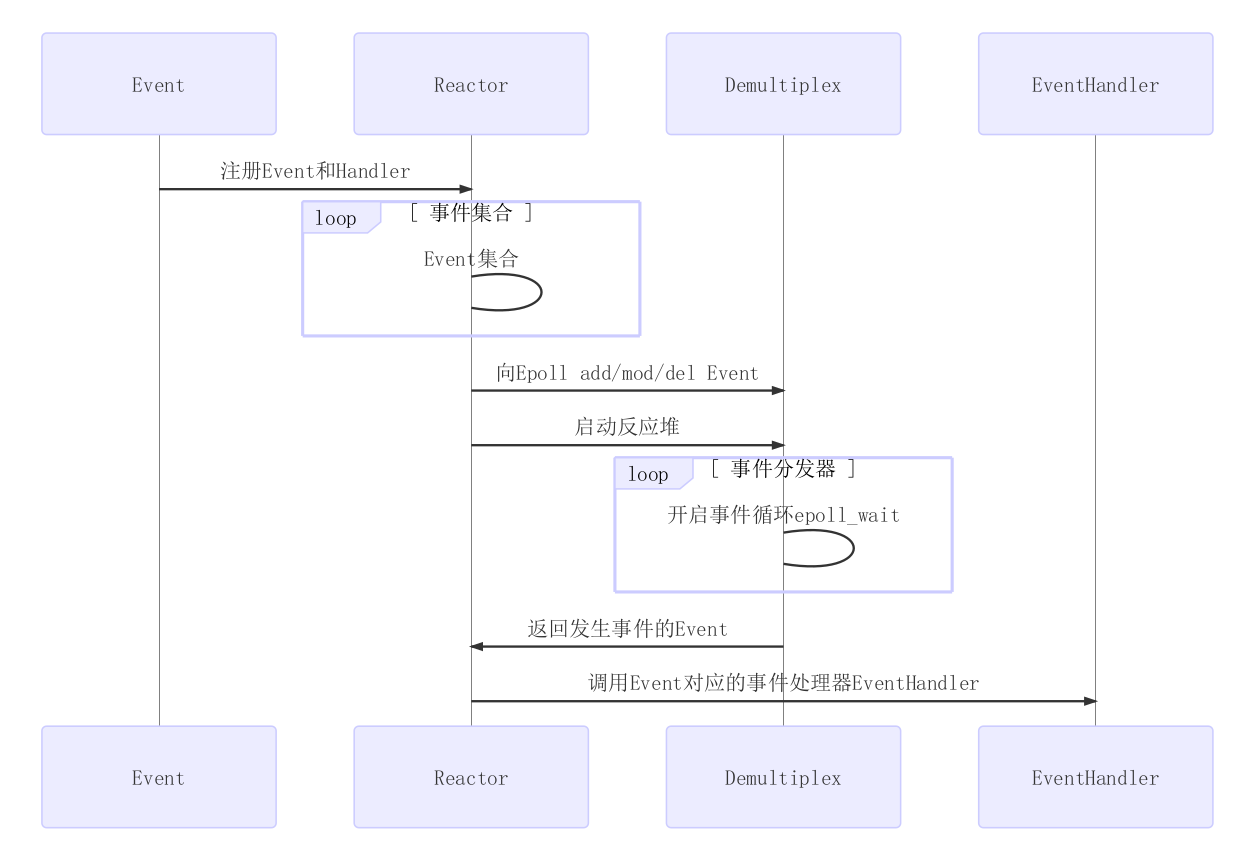 Event
Reactor
Demultiplex
EventHandler
注册Event和Handler
loop
[ 事件集合 ]
Event集合
向Epoll add/mod/del Event
启动反应堆
loop
[ 事件分发器 ]
开启事件循环epoll_wait
返回发生事件的Event
调用Event对应的事件处理器EventHandler
Event
Reactor
Demultiplex
EventHandler